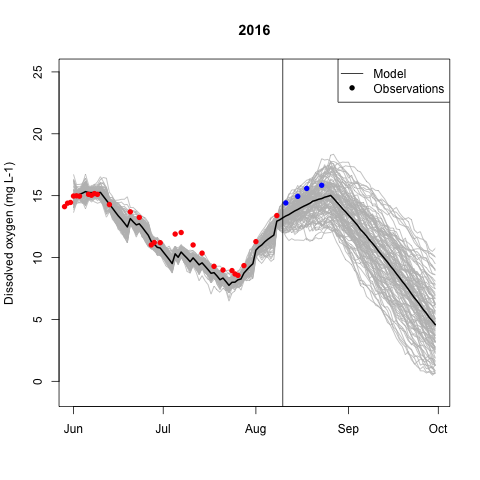 2016
Dissolved oxygen (mg L-1)
25
20
15
10
5
0
Model
Observations
Jun
Jul
Aug
Sep
Oct